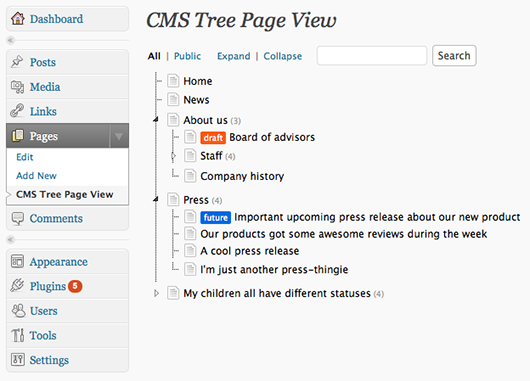 Dashboard
Posts
Media
Links
Pages
Edit
Add New
CMS Tree Page View
Comments
Appearance
Plugins 5
Users
Tools
Settings
CMS Tree Page View
All | Public Expand | Collapse Search
Home
News
About us (3)
draft Board of advisors
Staff (4)
Company history
Press (4)
future Important upcoming press release about our new product
Our products got some awesome reviews during the week
A cool press release
I'm just another press-thingie
My children all have different statuses (4)